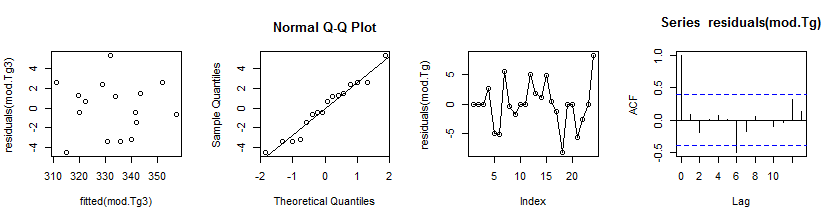 residuals(mod.Tg3)
4
2
0
-2
-4
310 320 330 340 350
fitted(mod.Tg3)
Normal Q-Q Plot
Sample Quantiles
4
2
0
-2
-4
-2 -1 0 1 2
Theoretical Quantiles
residuals(mod.Tg)
5
0
-5
5 10 15 20
Index
Series residuals(mod.Tg)
ACF
1.0
0.5
0.0
-0.5
0 2 4 6 8 10
Lag